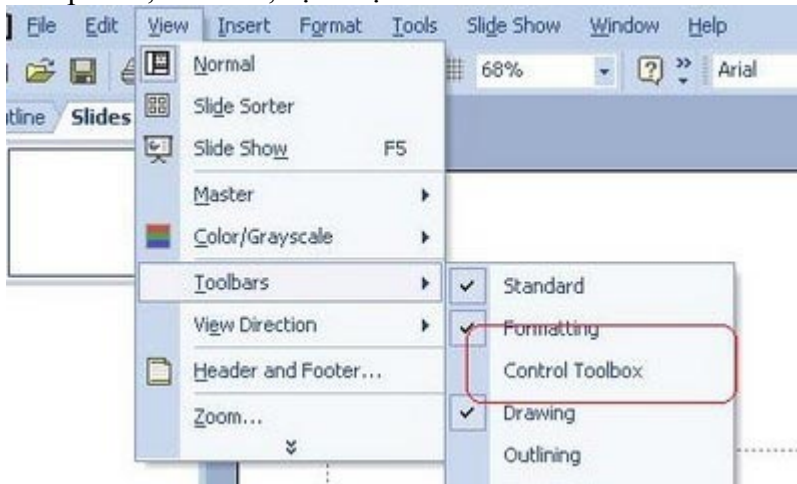 File Edit View Insert Format Tools Slide Show Window Help
68% Arial
Slides
Normal
Slide Sorter
Slide Show F5
Master
Color/Grayscale
Toolbars
View Direction
Header and Footer...
Zoom...
Standard
Formatting
Control Toolbox
Drawing
Outlining